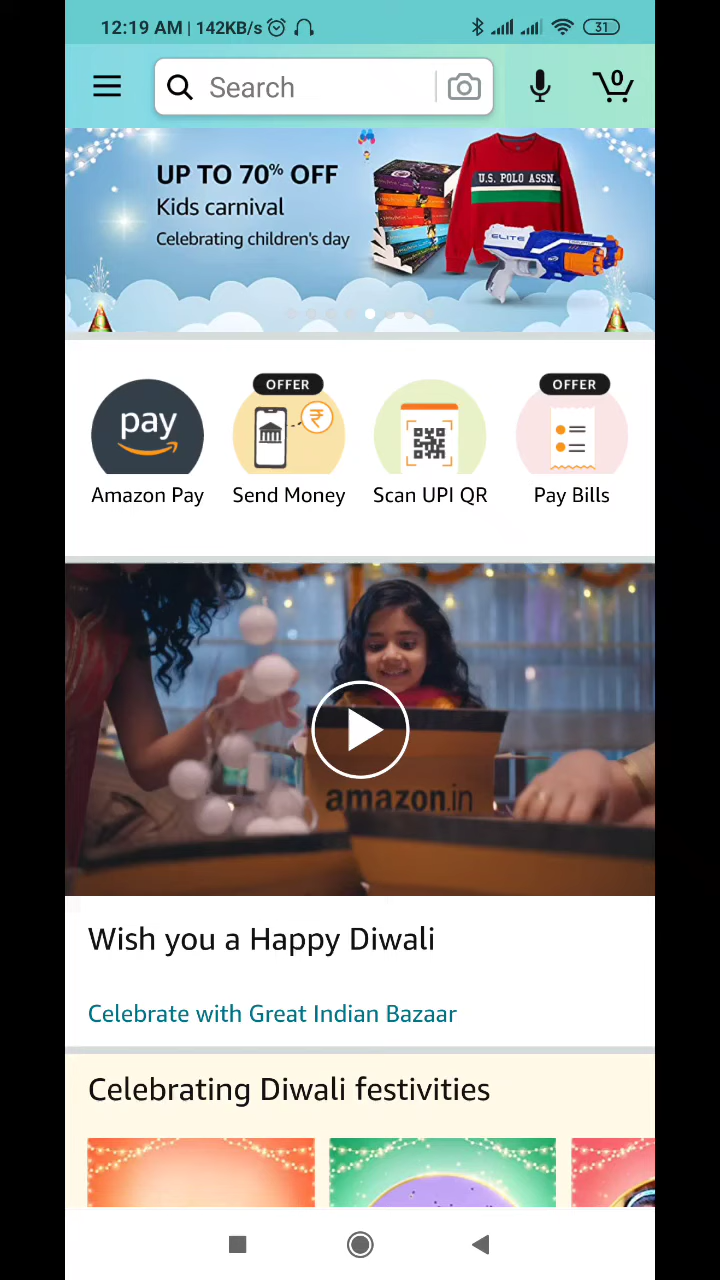 12:19 AM | 142KB/s
31
Search
0
UP TO 70% OFF
Kids carnival
Celebrating children's day
U.S. POLO ASSN.
ELITE
pay
OFFER
OFFER
Amazon Pay
Send Money
Scan UPI QR
Pay Bills
amazon.in
Wish you a Happy Diwali
Celebrate with Great Indian Bazaar
Celebrating Diwali festivities